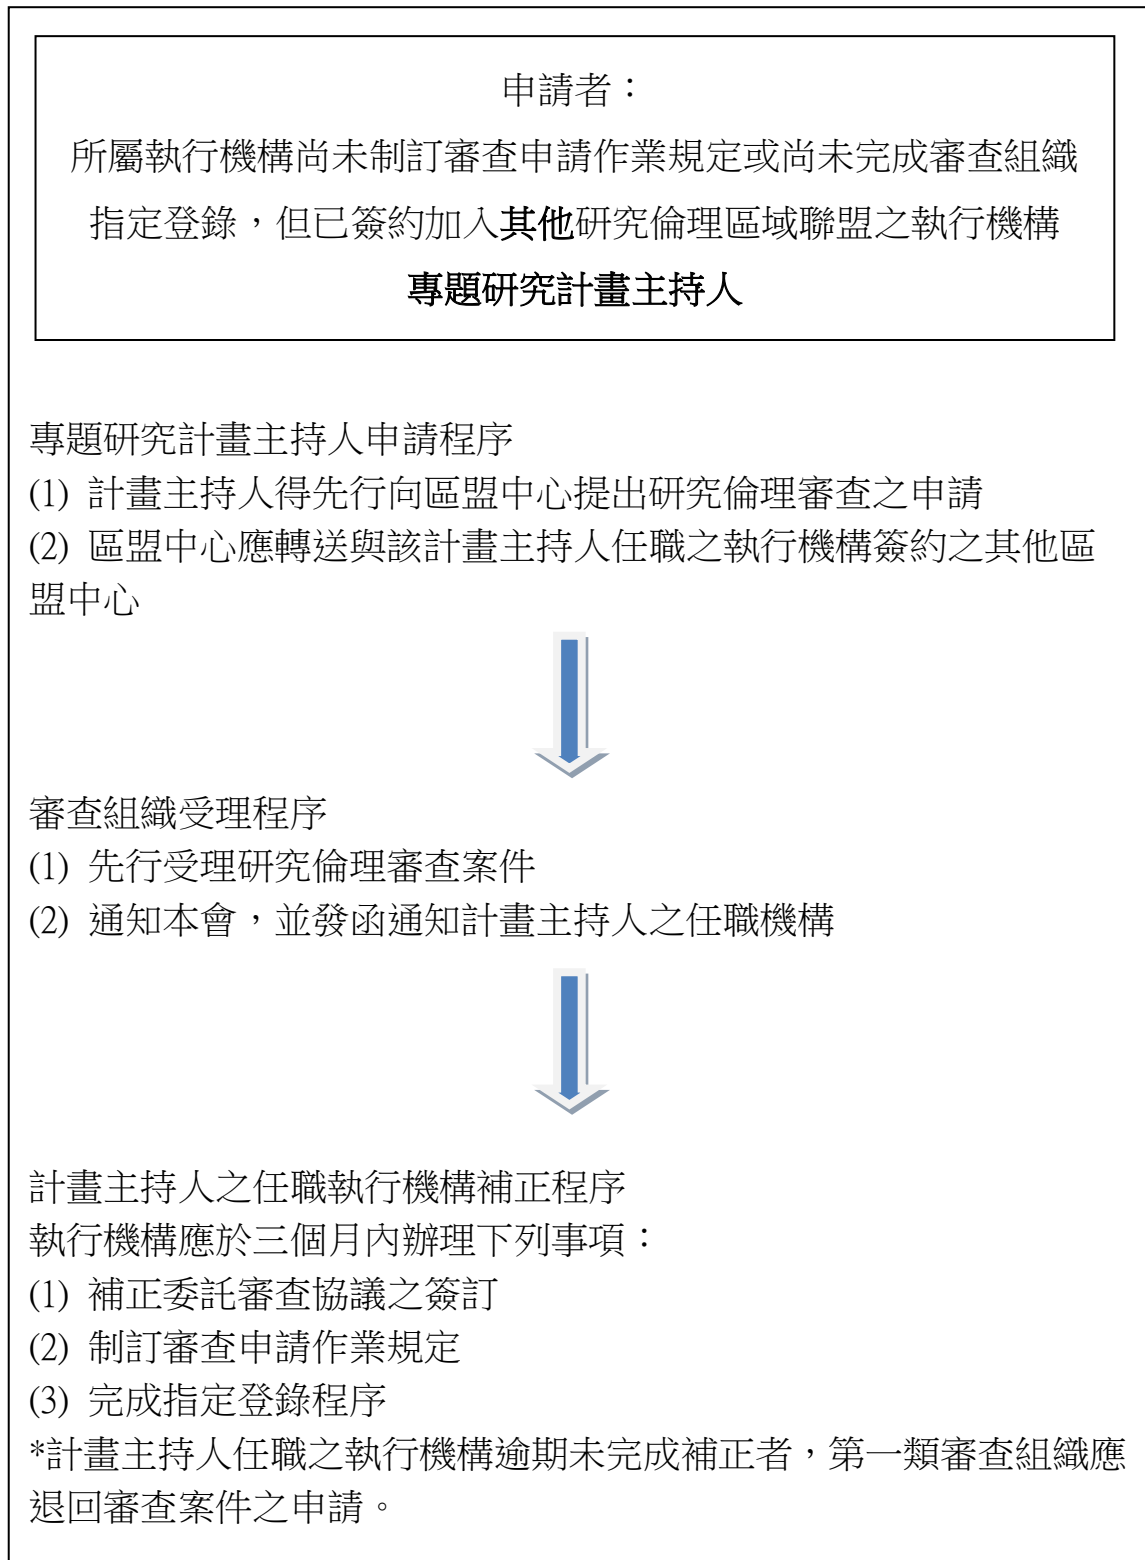 申請者：
所屬執行機構尚未制訂審查申請作業規定或尚未完成審查組織
指定登錄，但已簽約加入其他研究倫理區域聯盟之執行機構
專題研究計畫主持人
專題研究計畫主持人申請程序
(1) 計畫主持人得先行向區盟中心提出研究倫理審查之申請
(2) 區盟中心應轉送與該計畫主持人任職之執行機構簽約之其他區
盟中心
審查組織受理程序
(1) 先行受理研究倫理審查案件
(2) 通知本會，並發函通知計畫主持人之任職機構
計畫主持人之任職執行機構補正程序
執行機構應於三個月內辦理下列事項：
(1) 補正委託審查協議之簽訂
(2) 制訂審查申請作業規定
(3) 完成指定登錄程序
*計畫主持人任職之執行機構逾期未完成補正者，第一類審查組織應
退回審查案件之申請。